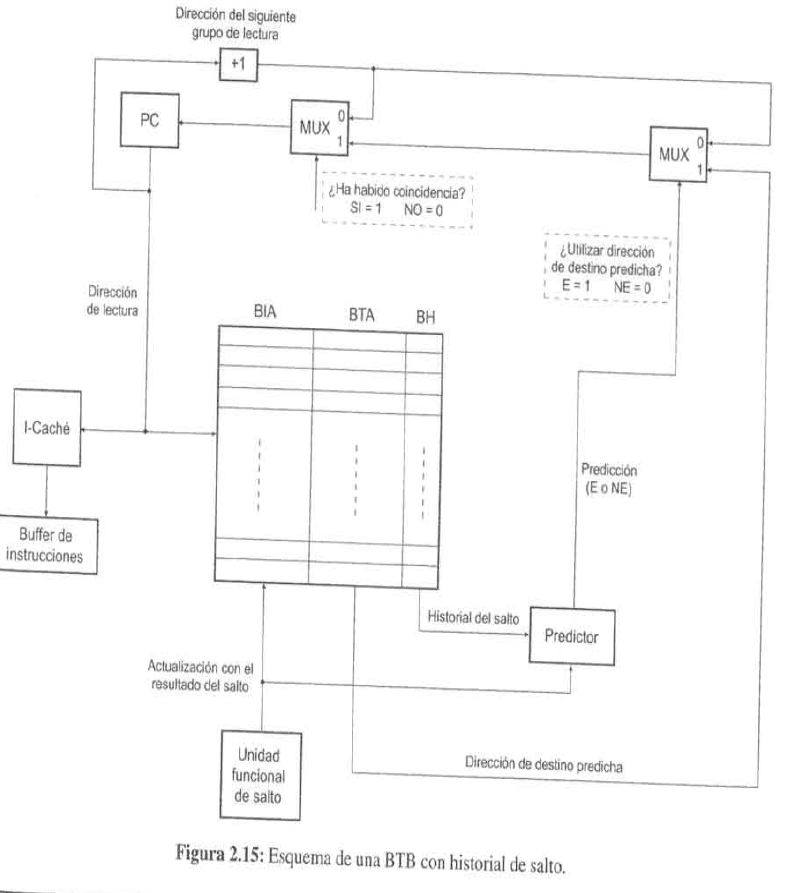 Dirección del siguiente
grupo de lectura
+1
PC
MUX
0
1
MUX
0
1
¿Ha habido coincidencia?
SI = 1 NO = 0
¿Utilizar dirección
de destino predicha?
E = 1 NE = 0
Dirección
de lectura
BIA
BTA
BH
I-Caché
Buffer de
instrucciones
Predicción
(E o NE)
Historial del salto
Predictor
Actualización con el
resultado del salto
Unidad
funcional
de salto
Dirección de destino predicha
Figura 2.15: Esquema de una BTB con historial de salto.